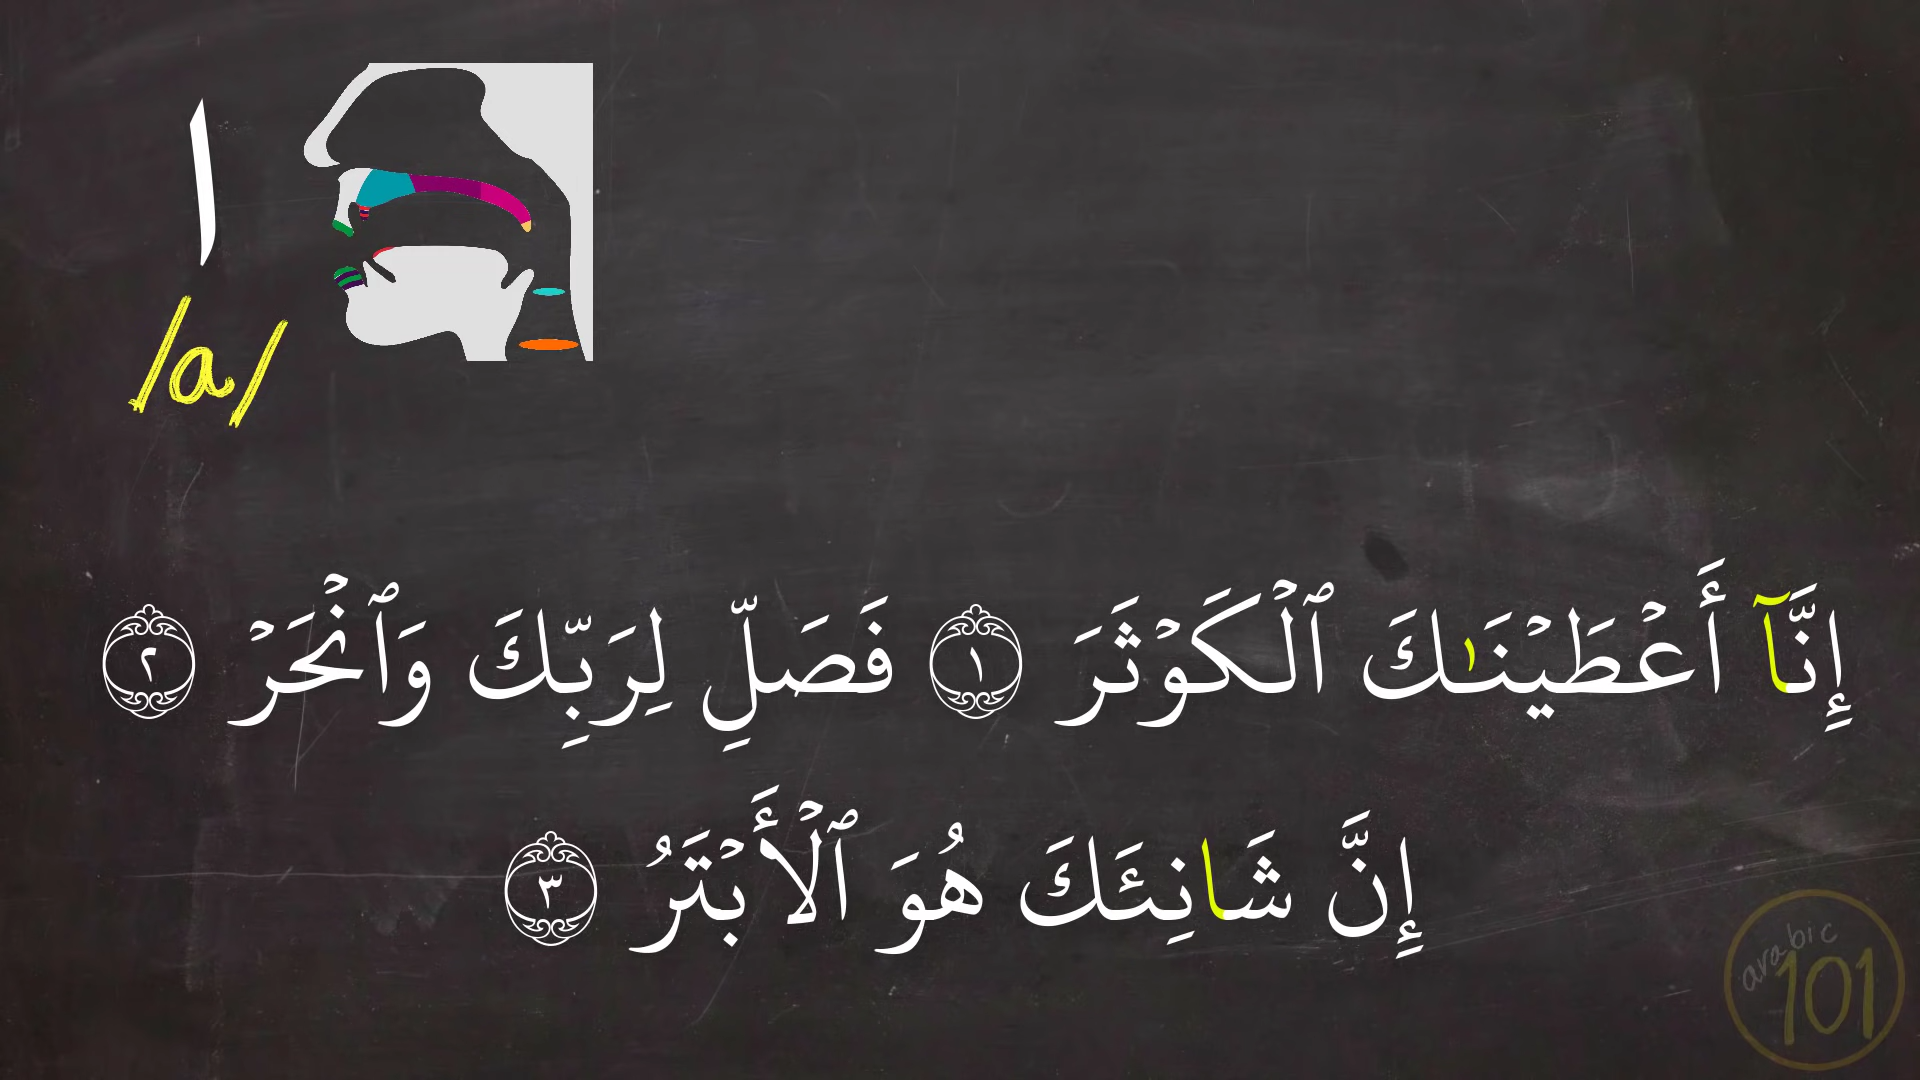 ا
/a/
إِنَّآ أَعْطَيْنَـٰكَ ٱلْكَوْثَرَ ١ فَصَلِّ لِرَبِّكَ وَٱنْحَرْ ٢
إِنَّ شَانِئَكَ هُوَ ٱلْأَبْتَرُ ٣
arabic
101